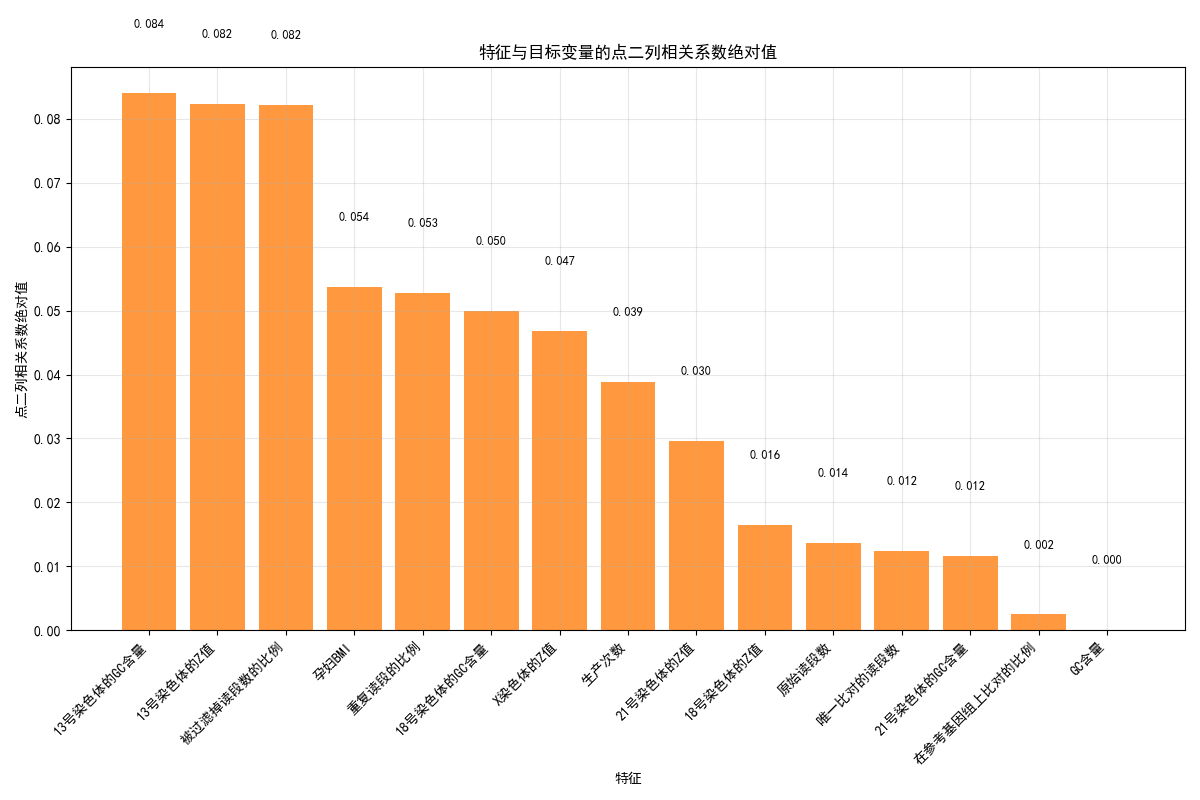 0.084
0.082
0.082
特征与目标变量的点二列相关系数绝对值
0.08
0.07
0.06
0.05
0.04
0.03
0.02
0.01
0.00
点二列相关系数绝对值
0.054
0.053
0.050
0.047
0.039
0.030
0.016
0.014
0.012
0.012
0.002
0.000
13号染色体的GC含量
13号染色体的Z值
被过滤掉读段数的比例
孕妇BMI
重复读段的比例
18号染色体的GC含量
X染色体的Z值
生产次数
21号染色体的Z值
18号染色体的Z值
原始读段数
唯一比对的读段数
21号染色体的GC含量
在参考基因组上比对的比例
GC含量
特征